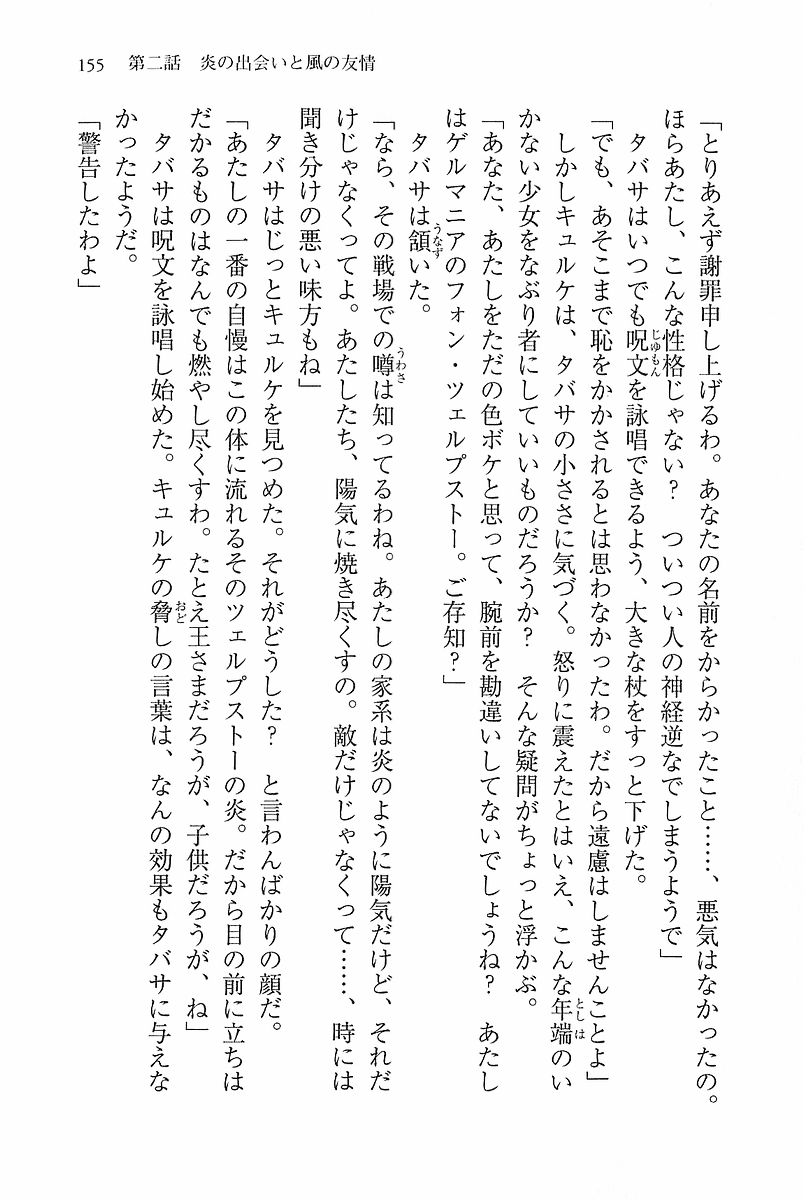 155　第二話　炎の出会いと風の友情
「とりあえず謝罪申し上げるわ。あなたの名前をからかったこと……、悪気はなかったの。
ほらあたし、こんな性格じゃない？　ついつい人の神経逆なでしまうようで」
　タバサはいつでも呪文を詠唱できるよう、大きな杖をすっと下げた。
「でも、あそこまで恥をかかされるとは思わなかったわ。だから遠慮はしませんことよ」
　しかしキュルケは、タバサの小ささに気づく。怒りに震えたとはいえ、こんな年端のい
かない少女をなぶり者にしていいものだろうか？　そんな疑問がちょっと浮かぶ。
「あなた、あたしをただの色ボケと思って、腕前を勘違いしてないでしょうね？　あたし
はゲルマニアのフォン・ツェルプストー。ご存知？」
　タバサは頷いた。
「なら、その戦場での噂は知ってるわね。あたしの家系は炎のように陽気だけど、それだ
けじゃなくってよ。あたしたち、陽気に焼き尽くすの。敵だけじゃなくって……、時には
聞き分けの悪い味方もね」
　タバサはじっとキュルケを見つめた。それがどうした？　と言わんばかりの顔だ。
「あたしの一番の自慢はこの体に流れるそのツェルプストーの炎。だから目の前に立ちは
だかるものはなんでも燃やし尽くすわ。たとえ王さまだろうが、子供だろうが、ね」
　タバサは呪文を詠唱し始めた。キュルケの脅しの言葉は、なんの効果もタバサに与えな
かったようだ。
「警告したわよ」